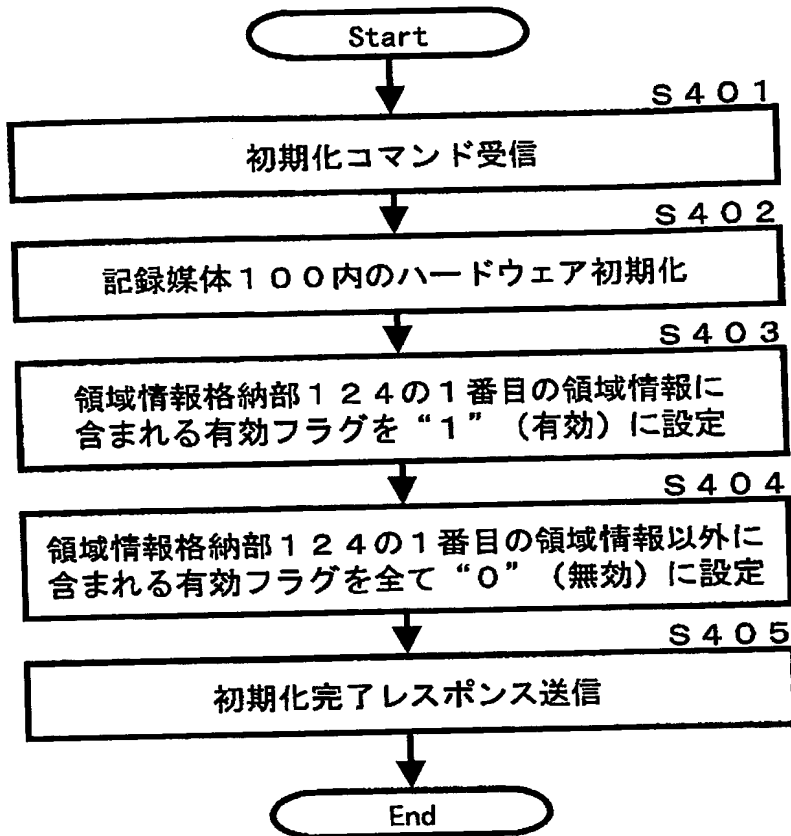 Start
S401
初期化コマンド受信
S402
記録媒体100内のハードウェア初期化
S403
領域情報格納部124の1番目の領域情報に
含まれる有効フラグを“1”(有効)に設定
S404
領域情報格納部124の1番目の領域情報以外に
含まれる有効フラグを全て“0”(無効)に設定
S405
初期化完了レスポンス送信
End